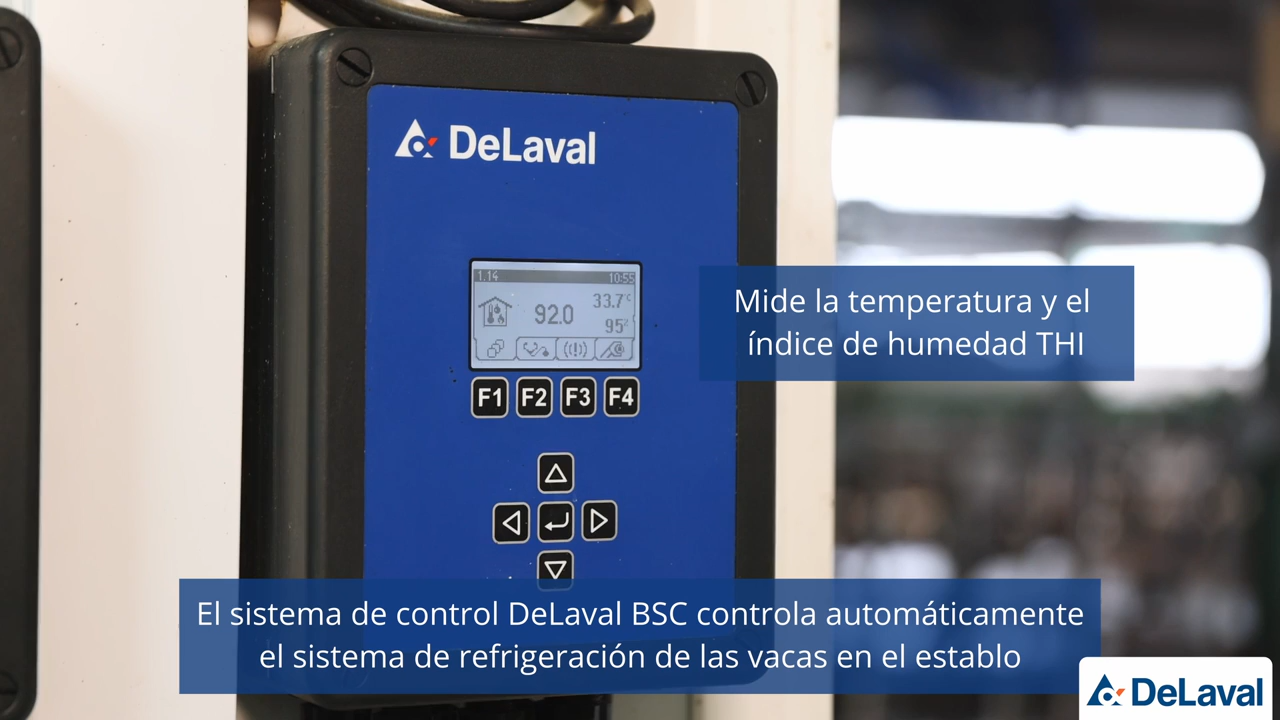 DeLaval
1.14 10:55
33.7°C
92.0
95%
F1 F2 F3 F4
Mide la temperatura y el
índice de humedad THI
El sistema de control DeLaval BSC controla automáticamente
el sistema de refrigeración de las vacas en el establo
DeLaval